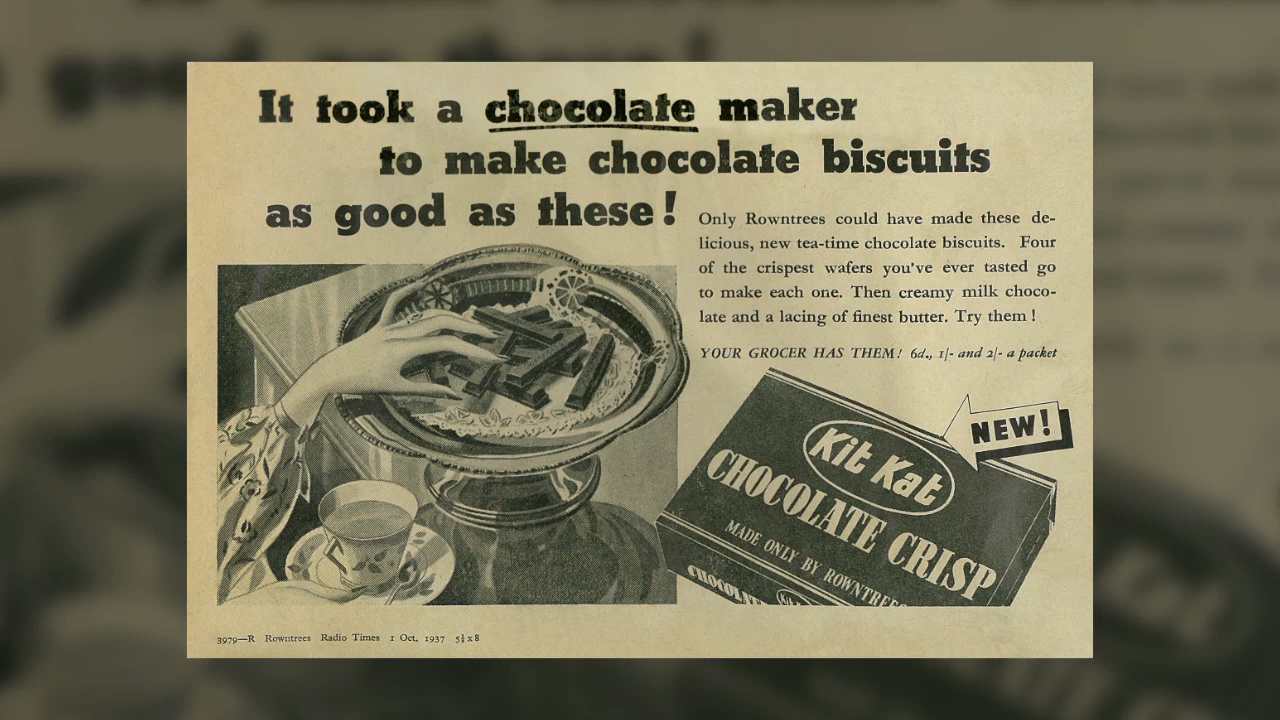 It took a chocolate maker
to make chocolate biscuits
as good as these!
Only Rowntrees could have made these de-
licious, new tea-time chocolate biscuits. Four
of the crispest wafers you've ever tasted go
to make each one. Then creamy milk choco-
late and a lacing of finest butter. Try them!
YOUR GROCER HAS THEM! 6d., 1/- and 2/- a packet
NEW!
Kit Kat
CHOCOLATE CRISP
MADE ONLY BY ROWNTREES
CHOCOLAT
Kit
3979—R Rowntrees Radio Times 1 Oct. 1937 5½x8